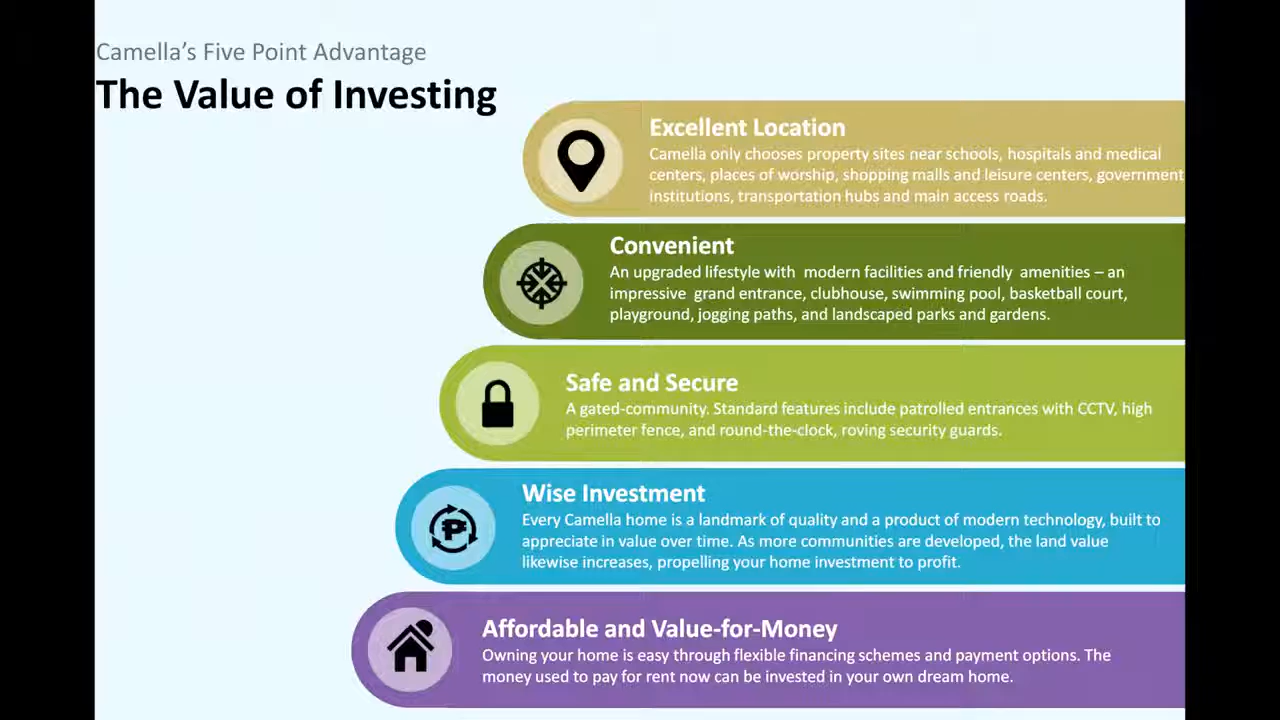 Camella’s Five Point Advantage
The Value of Investing
Excellent Location
Camella only chooses property sites near schools, hospitals and medical
centers, places of worship, shopping malls and leisure centers, government
institutions, transportation hubs and main access roads.
Convenient
An upgraded lifestyle with modern facilities and friendly amenities – an
impressive grand entrance, clubhouse, swimming pool, basketball court,
playground, jogging paths, and landscaped parks and gardens.
Safe and Secure
A gated-community. Standard features include patrolled entrances with CCTV, high
perimeter fence, and round-the-clock, roving security guards.
Wise Investment
Every Camella home is a landmark of quality and a product of modern technology, built to
appreciate in value over time. As more communities are developed, the land value
likewise increases, propelling your home investment to profit.
Affordable and Value-for-Money
Owning your home is easy through flexible financing schemes and payment options. The
money used to pay for rent now can be invested in your own dream home.